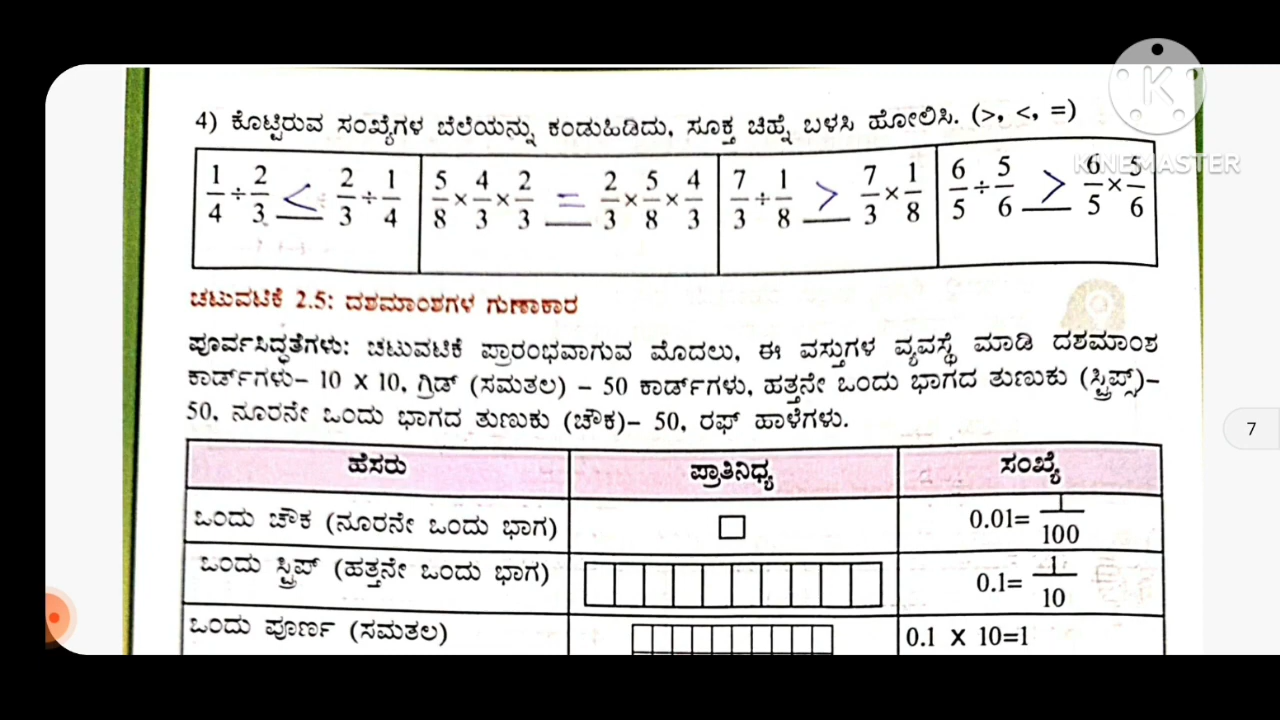 KINEMASTER
4) ಕೊಟ್ಟಿರುವ ಸಂಖ್ಯೆಗಳ ಬೆಲೆಯನ್ನು ಕಂಡುಹಿಡಿದು, ಸೂಕ್ತ ಚಿಹ್ನೆ ಬಳಸಿ ಹೋಲಿಸಿ. (>, <, =)
1/4 ÷ 2/3 < 2/3 ÷ 1/4
5/8 × 4/3 × 2/3 = 2/3 × 5/8 × 4/3
7/3 ÷ 1/8 > 7/3 × 1/8
6/5 ÷ 5/6 > 6/5 × 5/6
ಚಟುವಟಿಕೆ 2.5: ದಶಮಾಂಶಗಳ ಗುಣಾಕಾರ
ಪೂರ್ವಸಿದ್ಧತೆಗಳು: ಚಟುವಟಿಕೆ ಪ್ರಾರಂಭವಾಗುವ ಮೊದಲು, ಈ ವಸ್ತುಗಳ ವ್ಯವಸ್ಥೆ ಮಾಡಿ ದಶಮಾಂಶ
ಕಾರ್ಡ್‌ಗಳು– 10 x 10, ಗ್ರಿಡ್ (ಸಮತಲ) – 50 ಕಾರ್ಡ್‌ಗಳು, ಹತ್ತನೇ ಒಂದು ಭಾಗದ ತುಣುಕು (ಸ್ಟ್ರಿಪ್ಸ್)–
50, ನೂರನೇ ಒಂದು ಭಾಗದ ತುಣುಕು (ಚೌಕ)– 50, ರಫ್ ಹಾಳೆಗಳು.
7
ಹೆಸರು ಪ್ರಾತಿನಿಧ್ಯ ಸಂಖ್ಯೆ
ಒಂದು ಚೌಕ (ನೂರನೇ ಒಂದು ಭಾಗ) 0.01= 1/100
ಒಂದು ಸ್ಟ್ರಿಪ್ (ಹತ್ತನೇ ಒಂದು ಭಾಗ) 0.1= 1/10
ಒಂದು ಪೂರ್ಣ (ಸಮತಲ) 0.1 x 10=1